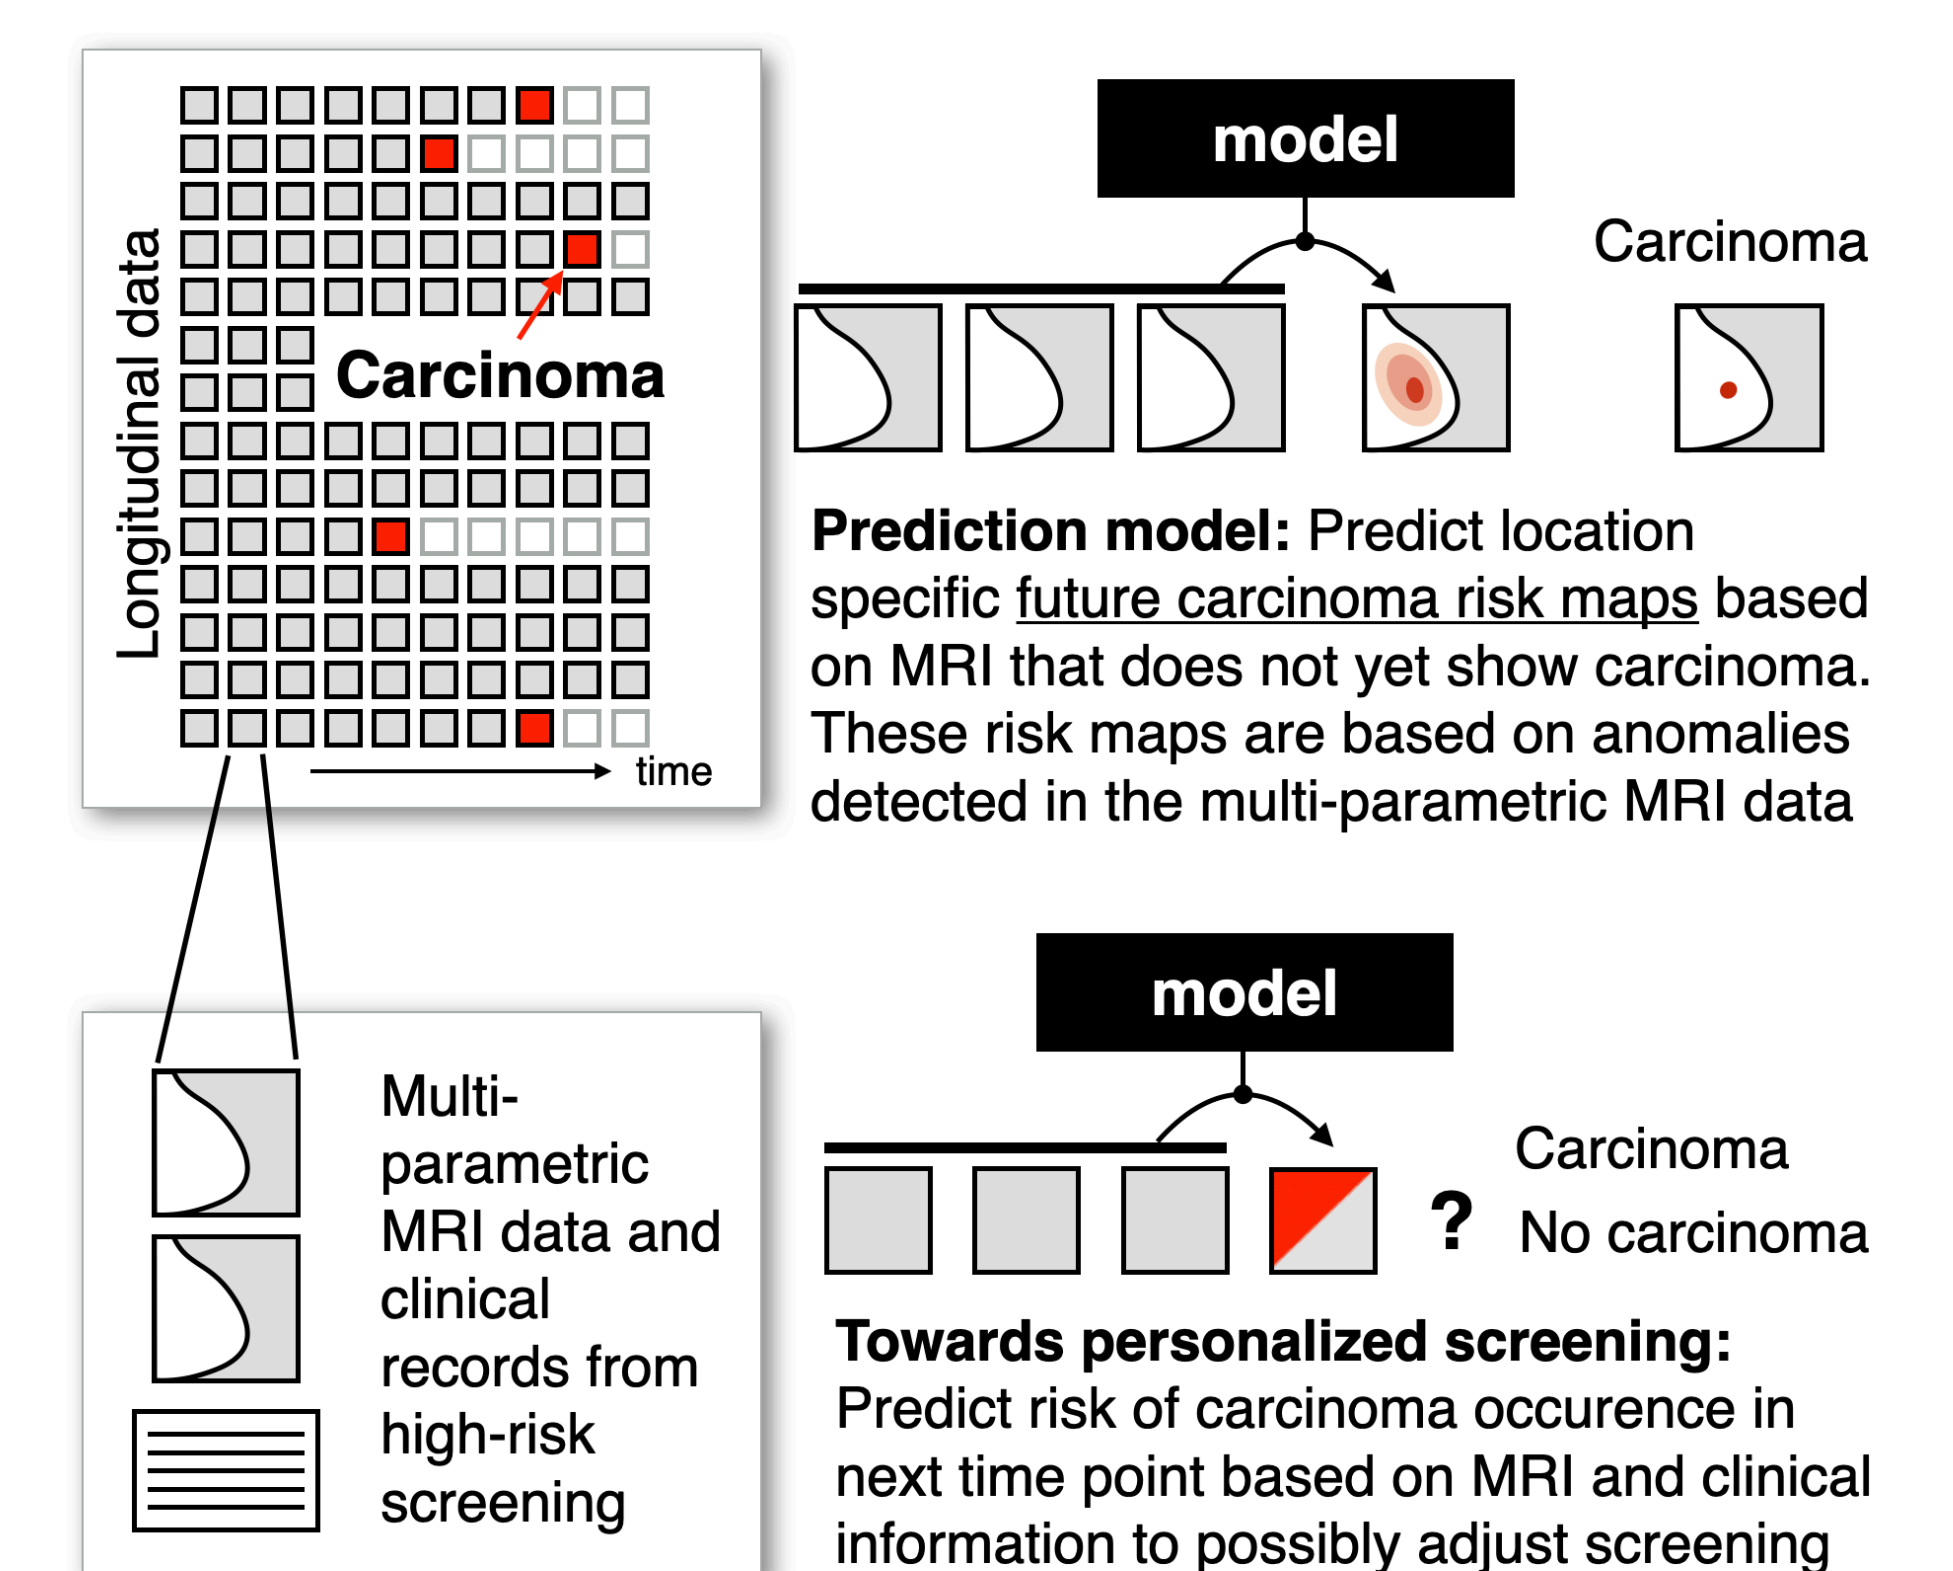 Longitudinal data
Carcinoma
time
Multi-
parametric
MRI data and
clinical
records from
high-risk
screening
model
Carcinoma
Prediction model: Predict location
specific future carcinoma risk maps based
on MRI that does not yet show carcinoma.
These risk maps are based on anomalies
detected in the multi-parametric MRI data
model
Carcinoma
? No carcinoma
Towards personalized screening:
Predict risk of carcinoma occurence in
next time point based on MRI and clinical
information to possibly adjust screening